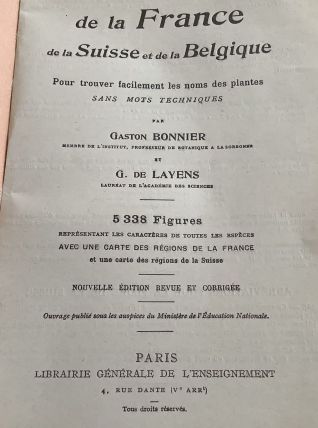 de la France
de la Suisse et de la Belgique
Pour trouver facilement les noms des plantes
SANS MOTS TECHNIQUES
PAR
GASTON BONNIER
MEMBRE DE L'INSTITUT, PROFESSEUR DE BOTANIQUE A LA SORBONNE
ET
G. DE LAYENS
LAURÉAT DE L'ACADÉMIE DES SCIENCES
5 338 Figures
REPRÉSENTANT LES CARACTÈRES DE TOUTES LES ESPÈCES
AVEC UNE CARTE DES RÉGIONS DE LA FRANCE
et une carte des régions de la Suisse
NOUVELLE ÉDITION REVUE ET CORRIGÉE
Ouvrage publié sous les auspices du Ministère de l'Éducation Nationale.
PARIS
LIBRAIRIE GÉNÉRALE DE L'ENSEIGNEMENT
4, RUE DANTE (Vᵉ ARRᵗ)
Tous droits réservés.